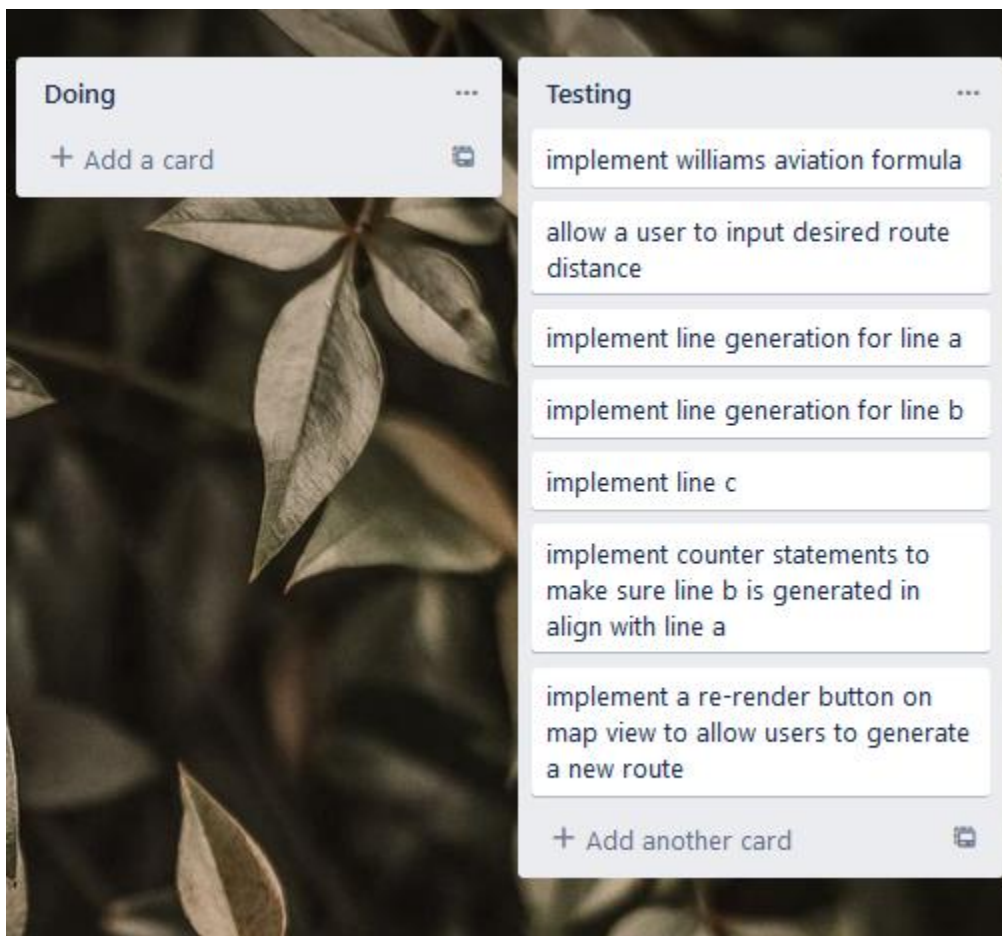 Doing
+ Add a card
Testing
implement williams aviation formula
allow a user to input desired route
distance
implement line generation for line a
implement line generation for line b
implement line c
implement counter statements to
make sure line b is generated in
align with line a
implement a re-render button on
map view to allow users to generate
a new route
+ Add another card